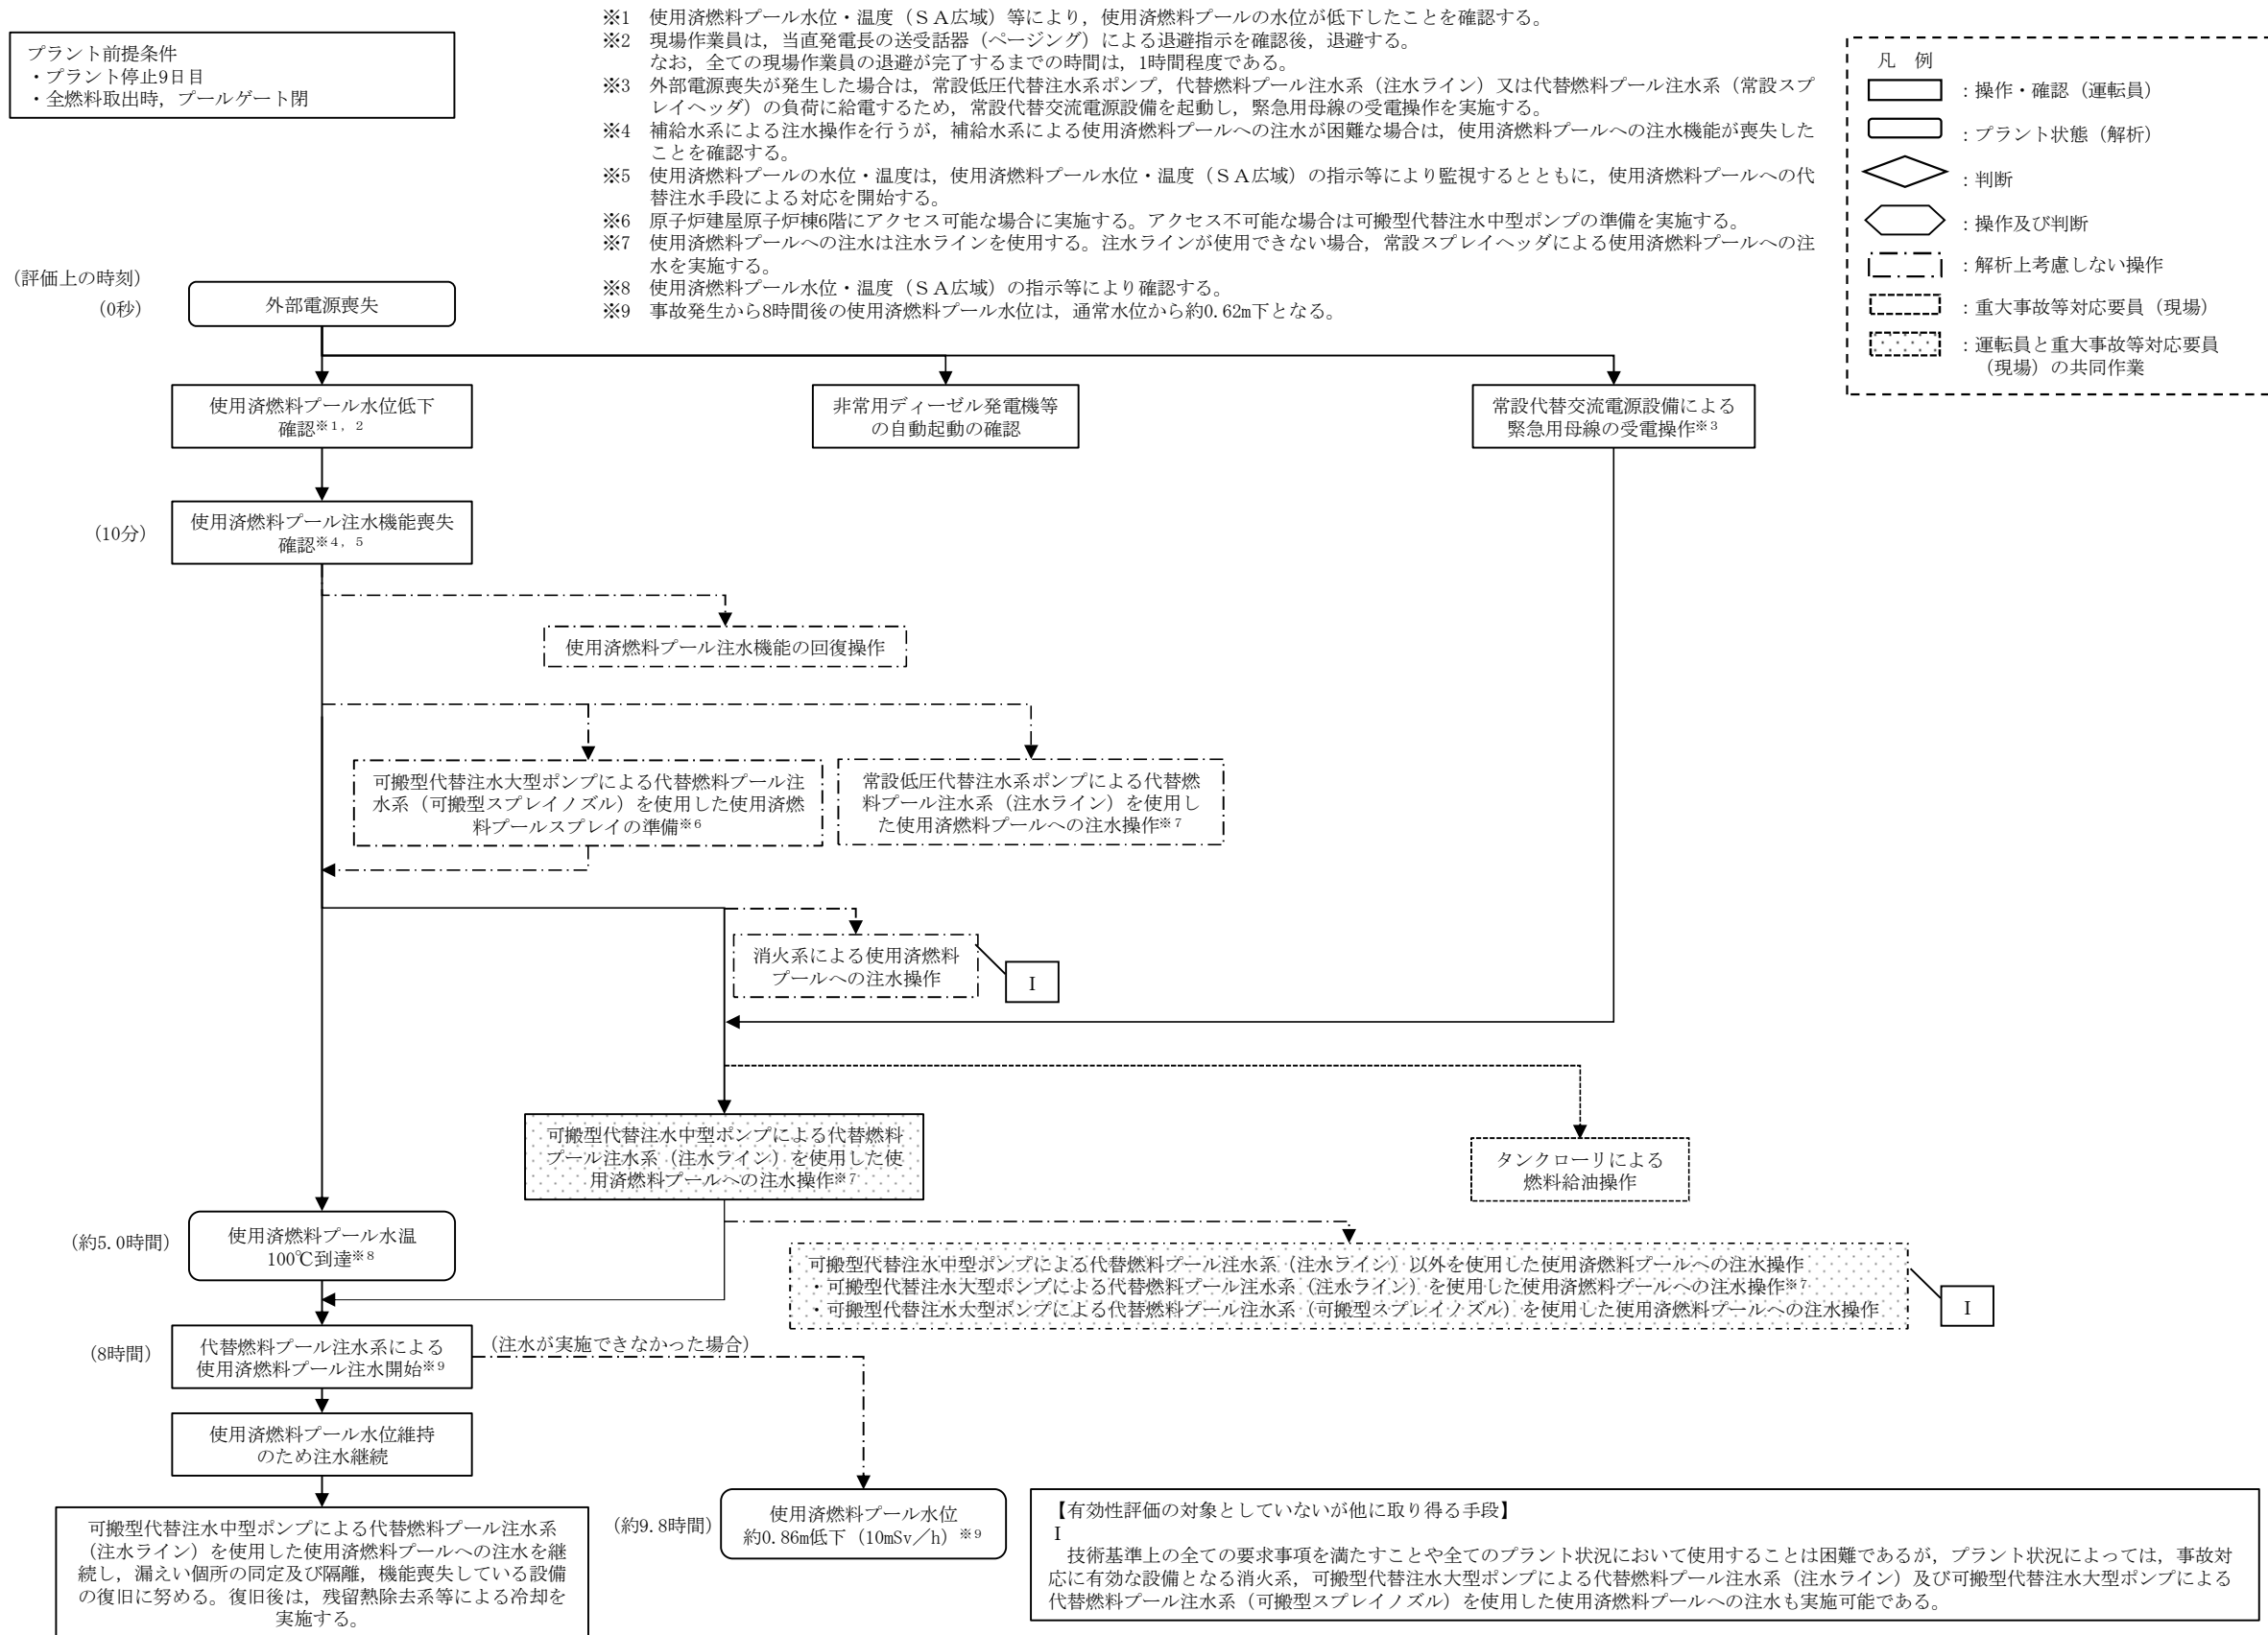 プラント前提条件
・プラント停止9日目
・全燃料取出時，プールゲート閉
※1　使用済燃料プール水位・温度（ＳＡ広域）等により，使用済燃料プールの水位が低下したことを確認する。
※2　現場作業員は，当直発電長の送受話器（ページング）による退避指示を確認後，退避する。
なお，全ての現場作業員の退避が完了するまでの時間は，1時間程度である。
※3　外部電源喪失が発生した場合は，常設低圧代替注水系ポンプ，代替燃料プール注水系（注水ライン）又は代替燃料プール注水系（常設スプ
レイヘッダ）の負荷に給電するため，常設代替交流電源設備を起動し，緊急用母線の受電操作を実施する。
※4　補給水系による注水操作を行うが，補給水系による使用済燃料プールへの注水が困難な場合は，使用済燃料プールへの注水機能が喪失した
ことを確認する。
※5　使用済燃料プールの水位・温度は，使用済燃料プール水位・温度（ＳＡ広域）の指示等により監視するとともに，使用済燃料プールへの代
替注水手段による対応を開始する。
※6　原子炉建屋原子炉棟6階にアクセス可能な場合に実施する。アクセス不可能な場合は可搬型代替注水中型ポンプの準備を実施する。
※7　使用済燃料プールへの注水は注水ラインを使用する。注水ラインが使用できない場合，常設スプレイヘッダによる使用済燃料プールへの注
水を実施する。
※8　使用済燃料プール水位・温度（ＳＡ広域）の指示等により確認する。
※9　事故発生から8時間後の使用済燃料プール水位は，通常水位から約0.62m下となる。
凡　例
：操作・確認（運転員）
：プラント状態（解析）
：判断
：操作及び判断
：解析上考慮しない操作
：重大事故等対応要員（現場）
：運転員と重大事故等対応要員
（現場）の共同作業
（評価上の時刻）
（0秒）
外部電源喪失
使用済燃料プール水位低下
確認※1，2
非常用ディーゼル発電機等
の自動起動の確認
常設代替交流電源設備による
緊急用母線の受電操作※3
（10分）
使用済燃料プール注水機能喪失
確認※4，5
使用済燃料プール注水機能の回復操作
可搬型代替注水大型ポンプによる代替燃料プール注
水系（可搬型スプレイノズル）を使用した使用済燃
料プールスプレイの準備※6
常設低圧代替注水系ポンプによる代替燃
料プール注水系（注水ライン）を使用し
た使用済燃料プールへの注水操作※7
消火系による使用済燃料
プールへの注水操作
Ⅰ
可搬型代替注水中型ポンプによる代替燃料
プール注水系（注水ライン）を使用した使
用済燃料プールへの注水操作※7
タンクローリによる
燃料給油操作
（約5.0時間）
使用済燃料プール水温
100℃到達※8
可搬型代替注水中型ポンプによる代替燃料プール注水系（注水ライン）以外を使用した使用済燃料プールへの注水操作
・可搬型代替注水大型ポンプによる代替燃料プール注水系（注水ライン）を使用した使用済燃料プールへの注水操作※7
・可搬型代替注水大型ポンプによる代替燃料プール注水系（可搬型スプレイノズル）を使用した使用済燃料プールへの注水操作
Ⅰ
（8時間）
代替燃料プール注水系による
使用済燃料プール注水開始※9
（注水が実施できなかった場合）
使用済燃料プール水位維持
のため注水継続
（約9.8時間）
使用済燃料プール水位
約0.86m低下（10mSv／h）※9
可搬型代替注水中型ポンプによる代替燃料プール注水系
（注水ライン）を使用した使用済燃料プールへの注水を継
続し，漏えい個所の同定及び隔離，機能喪失している設備
の復旧に努める。復旧後は，残留熱除去系等による冷却を
実施する。
【有効性評価の対象としていないが他に取り得る手段】
Ⅰ
技術基準上の全ての要求事項を満たすことや全てのプラント状況において使用することは困難であるが，プラント状況によっては，事故対
応に有効な設備となる消火系，可搬型代替注水大型ポンプによる代替燃料プール注水系（注水ライン）及び可搬型代替注水大型ポンプによる
代替燃料プール注水系（可搬型スプレイノズル）を使用した使用済燃料プールへの注水も実施可能である。